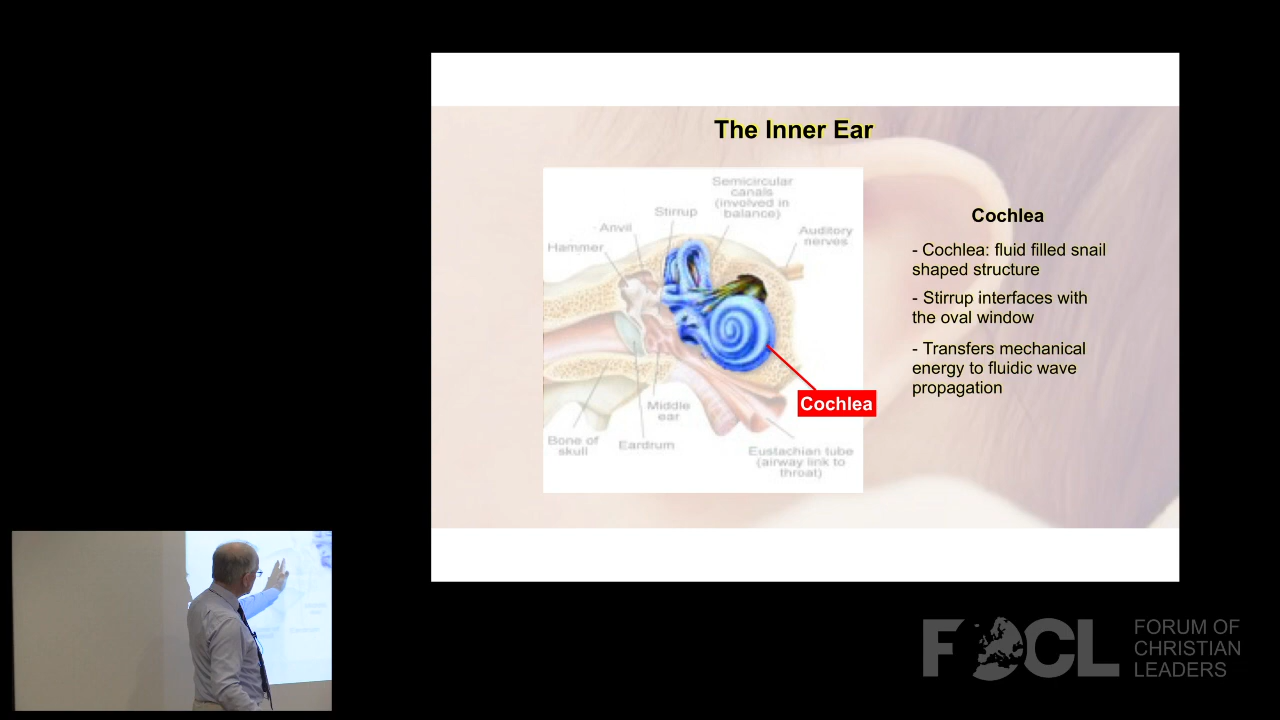 The Inner Ear
Semicircular
canals
(involved in
balance)
Stirrup
Anvil
Hammer
Auditory
nerves
Cochlea
Middle
ear
Bone of
skull
Eardrum
Eustachian tube
(airway link to
throat)
Cochlea
- Cochlea: fluid filled snail
shaped structure
- Stirrup interfaces with
the oval window
- Transfers mechanical
energy to fluidic wave
propagation
FOCL
FORUM OF
CHRISTIAN
LEADERS